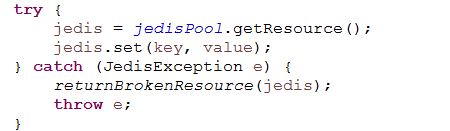 try {
    jedis = jedisPool.getResource();
    jedis.set(key, value);
} catch (JedisException e) {
    returnBrokenResource(jedis);
    throw e;
}